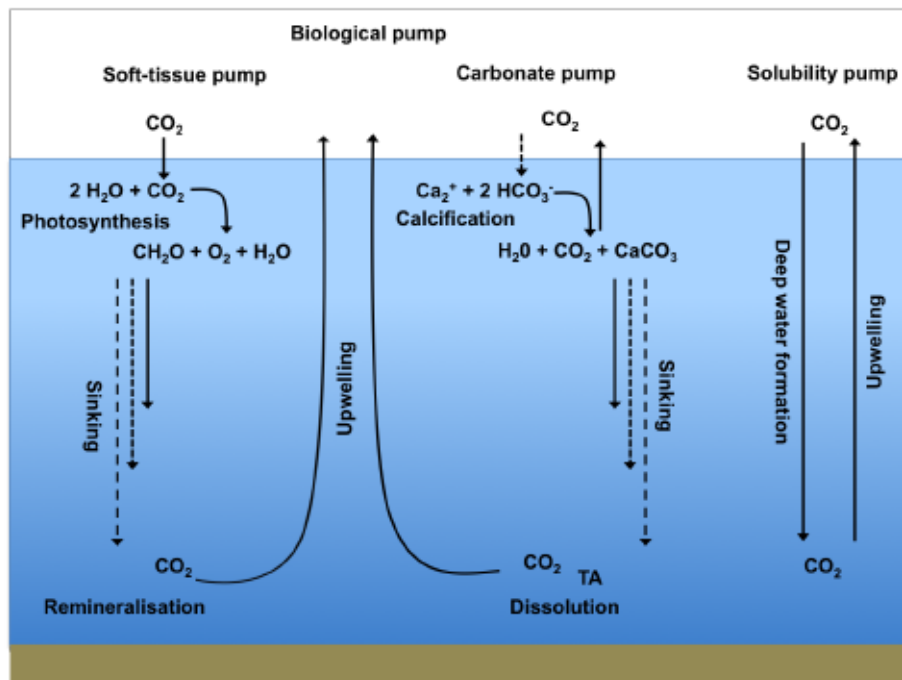 Biological pump
Soft-tissue pump
Carbonate pump
Solubility pump
CO₂
CO₂
CO₂
2 H₂O + CO₂
Photosynthesis
CH₂O + O₂ + H₂O
Ca₂⁺ + 2 HCO₃⁻
Calcification
H₂0 + CO₂ + CaCO₃
Sinking
Upwelling
Sinking
Deep water formation
Upwelling
CO₂
Remineralisation
CO₂
TA
Dissolution
CO₂